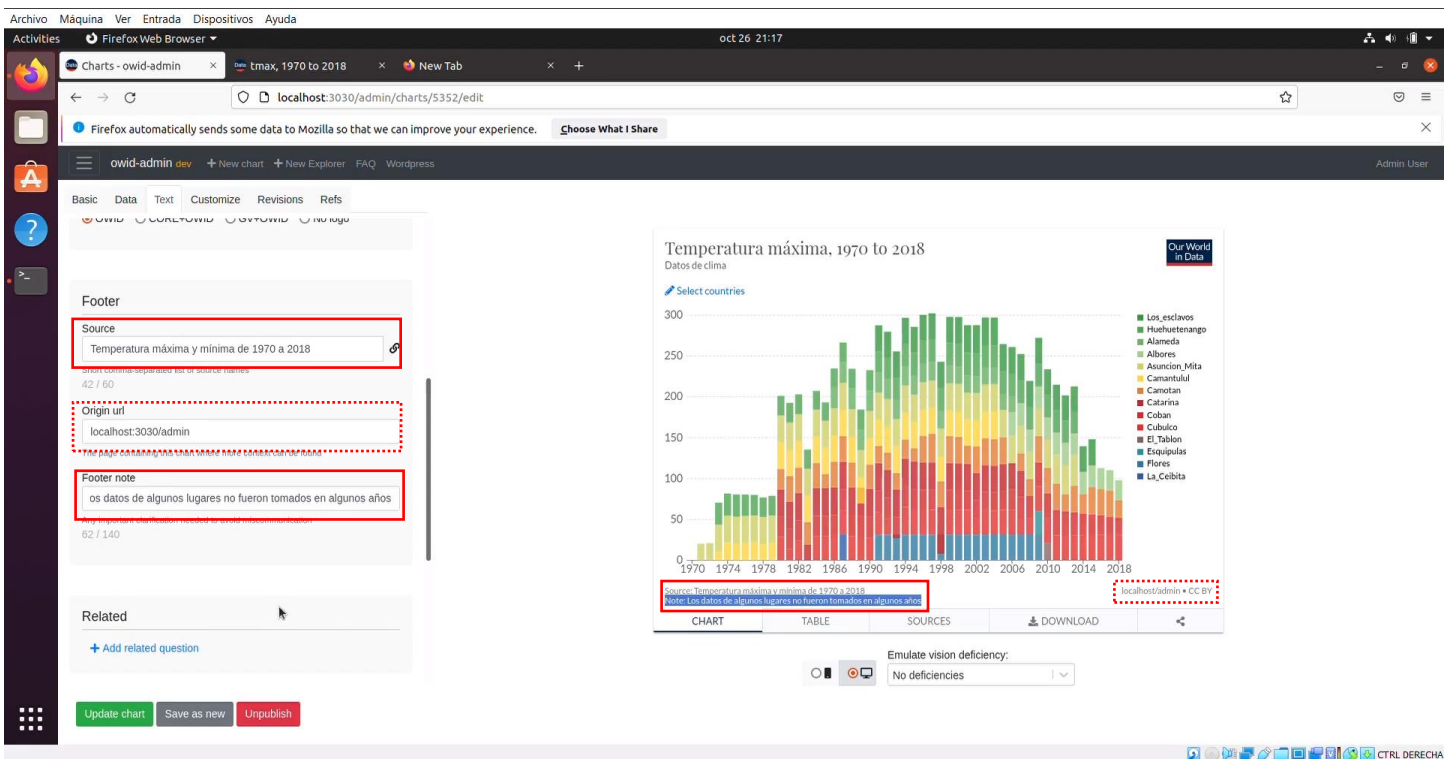 Archivo Máquina Ver Entrada Dispositivos Ayuda
Activities Firefox Web Browser oct 26 21:17
Charts - owid-admin × tmax, 1970 to 2018 × New Tab × +
localhost:3030/admin/charts/5352/edit
Firefox automatically sends some data to Mozilla so that we can improve your experience. Choose What I Share
owid-admin dev + New chart + New Explorer FAQ Wordpress Admin User
Basic Data Text Customize Revisions Refs
OWID CORE+OWID GV+OWID No logo
Footer
Source
Temperatura máxima y mínima de 1970 a 2018
Short comma-separated list of source names
42 / 60
Origin url
localhost:3030/admin
The page containing this chart where more context can be found
Footer note
os datos de algunos lugares no fueron tomados en algunos años
Any important clarification needed to avoid miscommunication
62 / 140
Related
+ Add related question
Update chart Save as new Unpublish
Temperatura máxima, 1970 to 2018
Datos de clima
Our World
in Data
Select countries
300
250
200
150
100
50
0
1970 1974 1978 1982 1986 1990 1994 1998 2002 2006 2010 2014 2018
Los_esclavos
Huehuetenango
Alameda
Albores
Asuncion_Mita
Camantulul
Camotan
Catarina
Coban
Cubulco
El_Tablon
Esquipulas
Flores
La_Ceibita
Source: Temperatura máxima y mínima de 1970 a 2018
Note: Los datos de algunos lugares no fueron tomados en algunos años
localhost/admin • CC BY
CHART TABLE SOURCES DOWNLOAD
Emulate vision deficiency:
No deficiencies
CTRL DERECHA